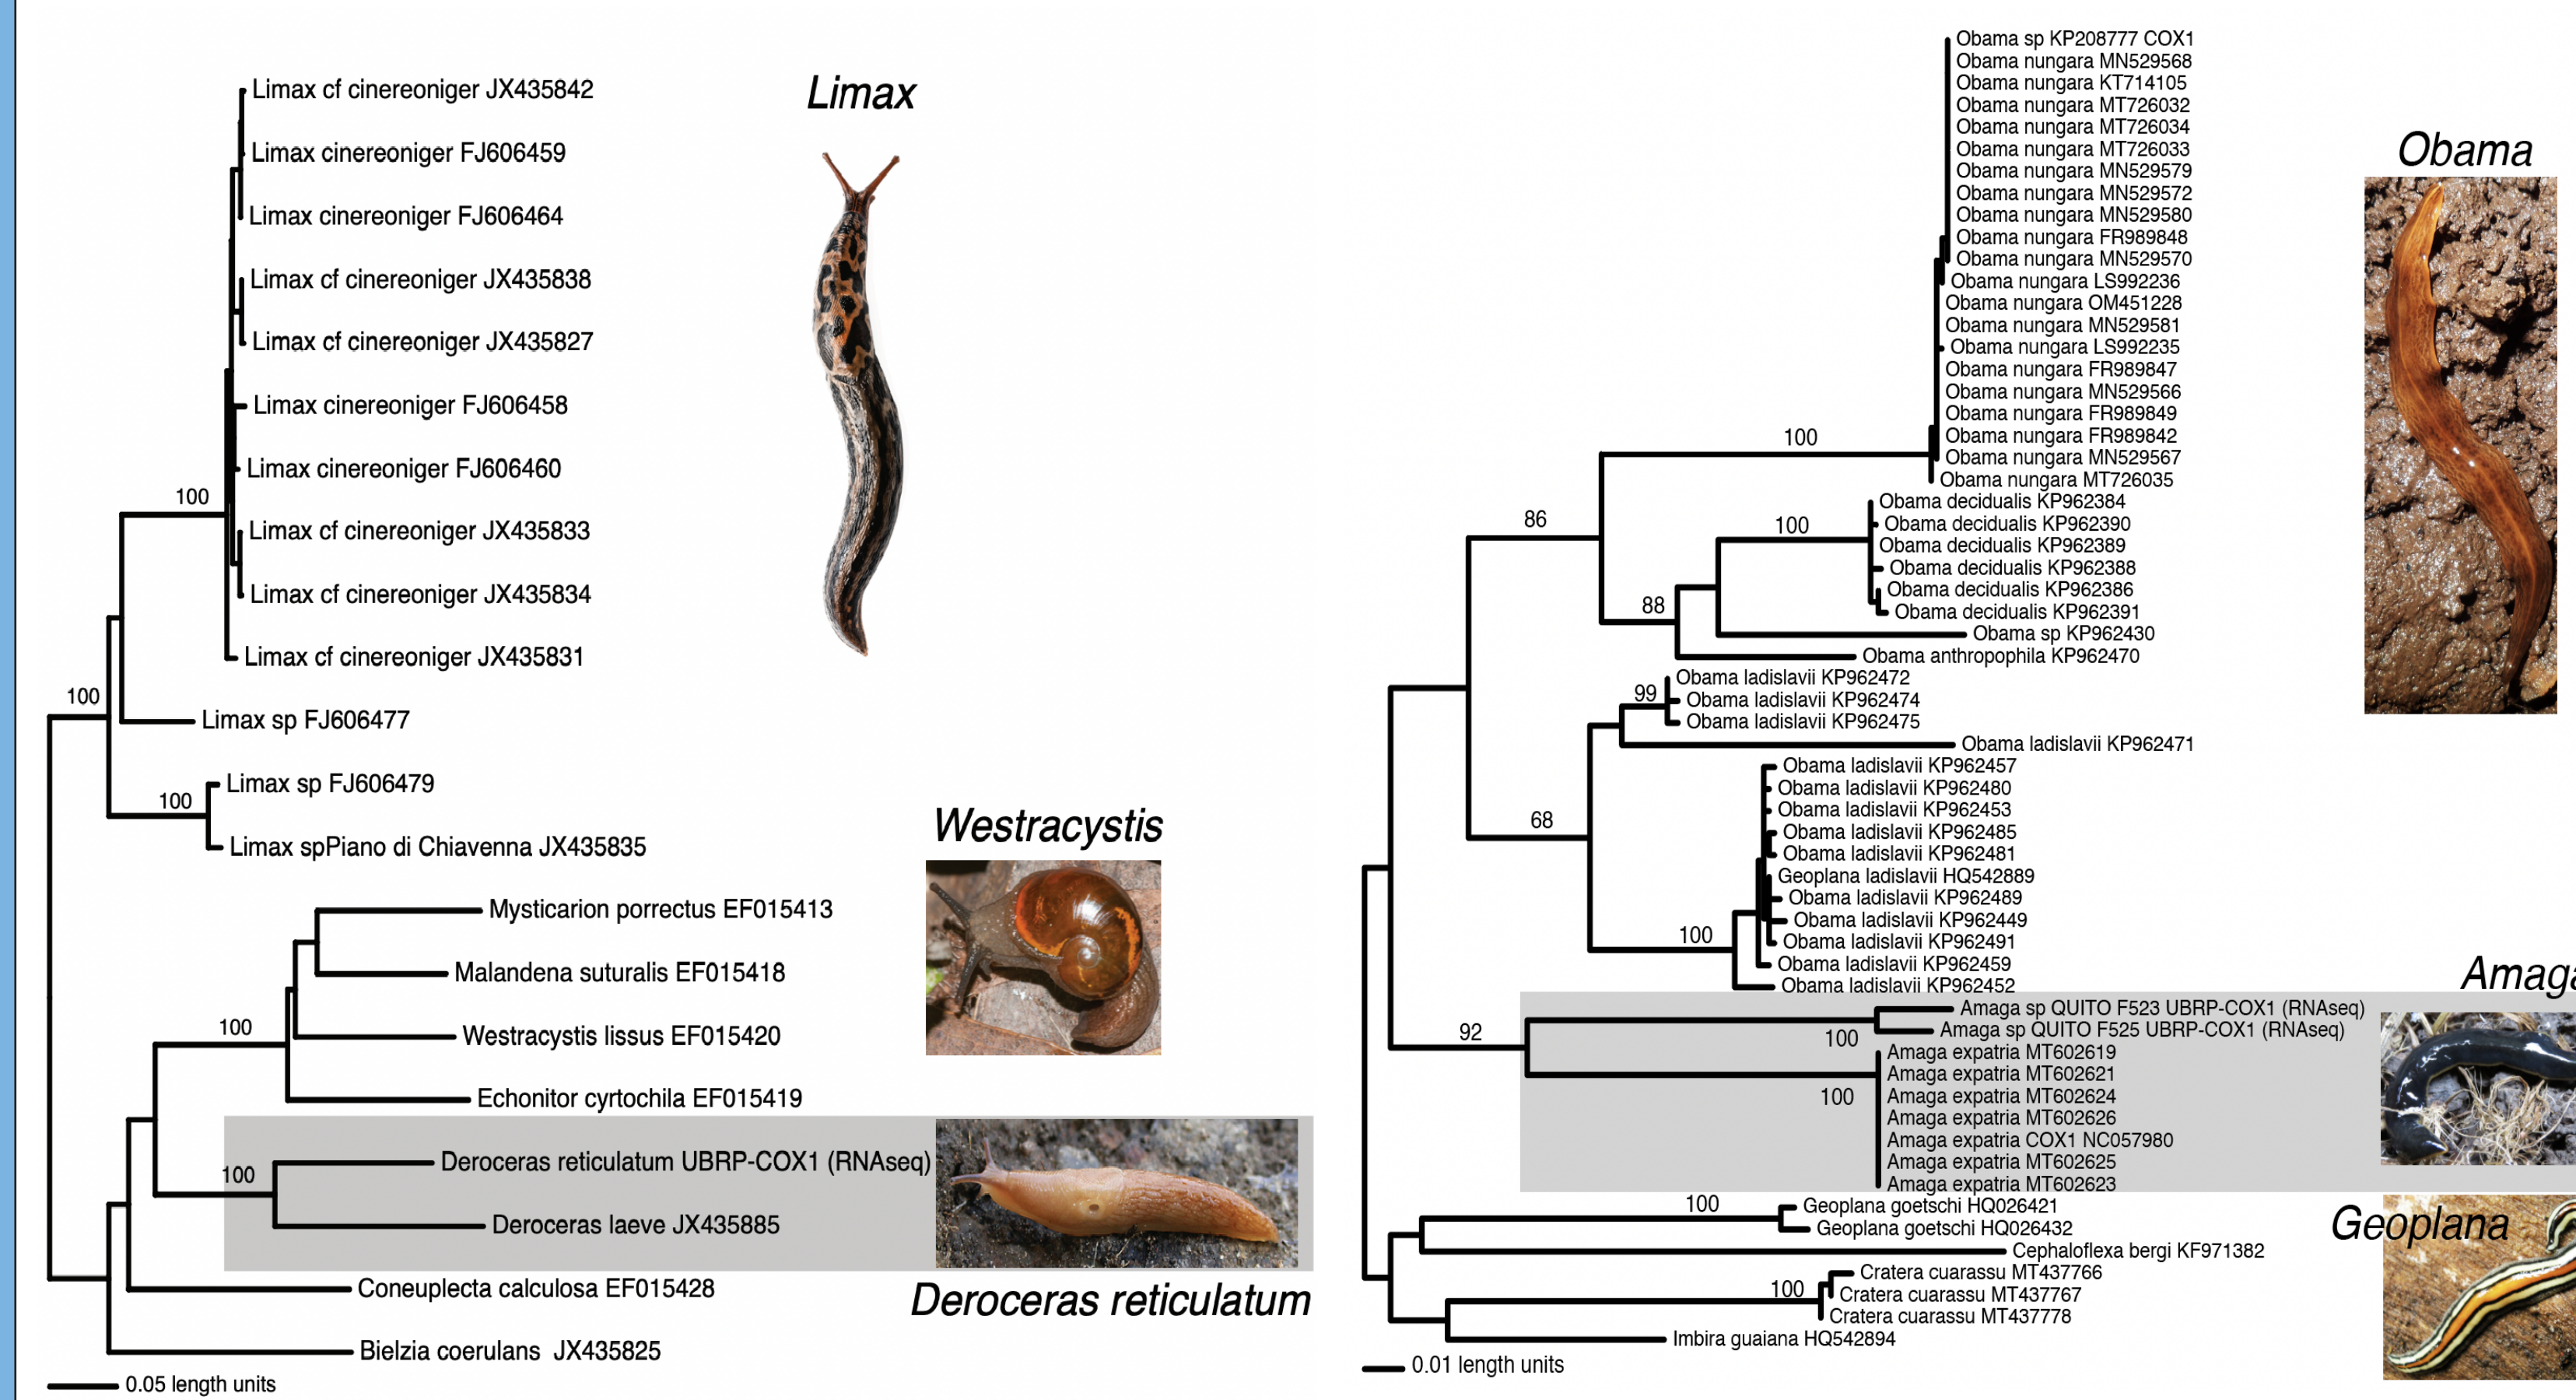 Limax cf cinereoniger JX435842
Limax cinereoniger FJ606459
Limax cinereoniger FJ606464
Limax cf cinereoniger JX435838
Limax cf cinereoniger JX435827
Limax cinereoniger FJ606458
Limax cinereoniger FJ606460
100
Limax cf cinereoniger JX435833
Limax cf cinereoniger JX435834
Limax cf cinereoniger JX435831
100
Limax sp FJ606477
Limax sp FJ606479
100
Limax spPiano di Chiavenna JX435835
Mysticarion porrectus EF015413
Malandena suturalis EF015418
100
Westracystis lissus EF015420
Echonitor cyrtochila EF015419
Deroceras reticulatum UBRP-COX1 (RNAseq)
100
Deroceras laeve JX435885
Coneuplecta calculosa EF015428
Bielzia coerulans JX435825
0.05 length units
Limax
Westracystis
Deroceras reticulatum
Obama sp KP208777 COX1
Obama nungara MN529568
Obama nungara KT714105
Obama nungara MT726032
Obama nungara MT726034
Obama nungara MT726033
Obama nungara MN529579
Obama nungara MN529572
Obama nungara MN529580
Obama nungara FR989848
Obama nungara MN529570
Obama nungara LS992236
Obama nungara OM451228
Obama nungara MN529581
Obama nungara LS992235
Obama nungara FR989847
Obama nungara MN529566
Obama nungara FR989849
Obama nungara FR989842
100
Obama nungara MN529567
Obama nungara MT726035
Obama decidualis KP962384
86
100
Obama decidualis KP962390
Obama decidualis KP962389
Obama decidualis KP962388
Obama decidualis KP962386
88
Obama decidualis KP962391
Obama sp KP962430
Obama anthropophila KP962470
Obama ladislavii KP962472
99
Obama ladislavii KP962474
Obama ladislavii KP962475
Obama ladislavii KP962471
Obama ladislavii KP962457
Obama ladislavii KP962480
Obama ladislavii KP962453
68
Obama ladislavii KP962485
Obama ladislavii KP962481
Geoplana ladislavii HQ542889
Obama ladislavii KP962489
Obama ladislavii KP962449
100
Obama ladislavii KP962491
Obama ladislavii KP962459
Obama ladislavii KP962452
Amaga sp QUITO F523 UBRP-COX1 (RNAseq)
92
100
Amaga sp QUITO F525 UBRP-COX1 (RNAseq)
Amaga expatria MT602619
Amaga expatria MT602621
100
Amaga expatria MT602624
Amaga expatria MT602626
Amaga expatria COX1 NC057980
Amaga expatria MT602625
Amaga expatria MT602623
100
Geoplana goetschi HQ026421
Geoplana goetschi HQ026432
Cephaloflexa bergi KF971382
Cratera cuarassu MT437766
100
Cratera cuarassu MT437767
Cratera cuarassu MT437778
Imbira guaiana HQ542894
0.01 length units
Obama
Amaga
Geoplana